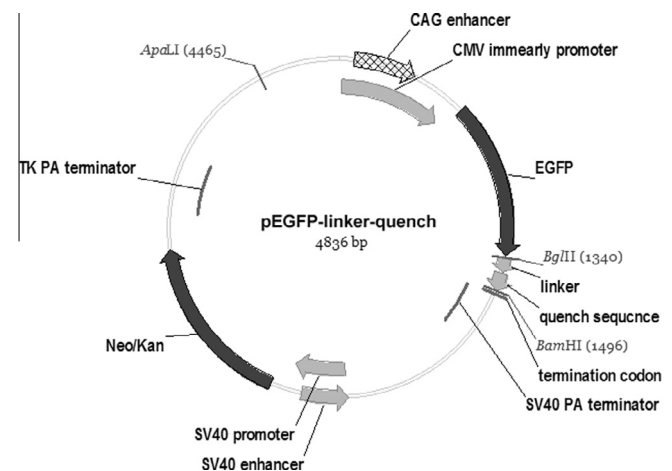 CAG enhancer
CMV immearly promoter
ApaLI (4465)
TK PA terminator
EGFP
pEGFP-linker-quench
4836 bp
BglII (1340)
linker
quench sequcnce
BamHI (1496)
termination codon
SV40 PA terminator
Neo/Kan
SV40 promoter
SV40 enhancer